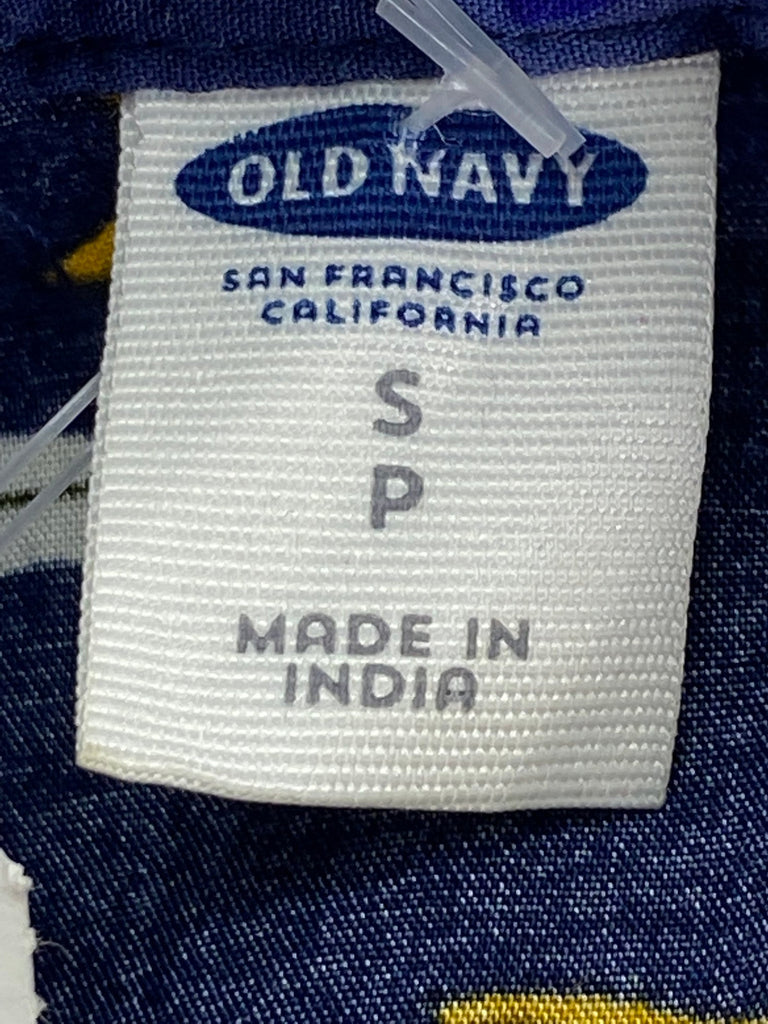 OLD NAVY
SAN FRANCISCO
CALIFORNIA
S
P
MADE IN
INDIA